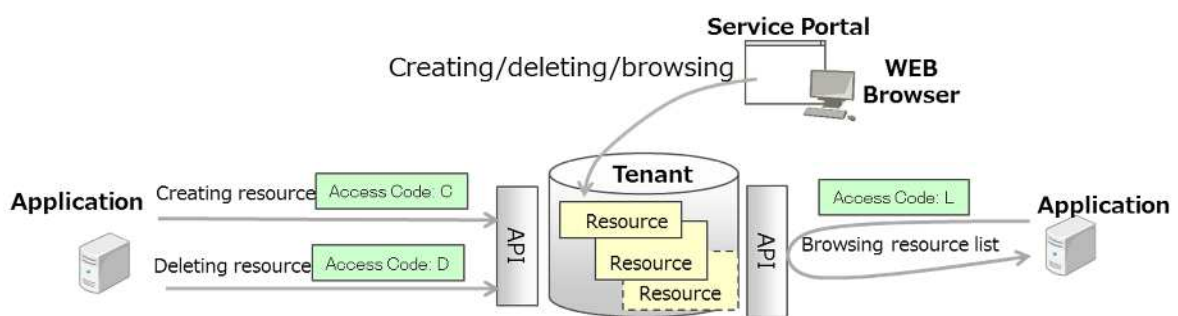 Service Portal
Creating/deleting/browsing
WEB
Browser
Tenant
Application
Creating resource
Access Code: C
Deleting resource
Access Code: D
API
Resource
Resource
Resource
API
Access Code: L
Browsing resource list
Application